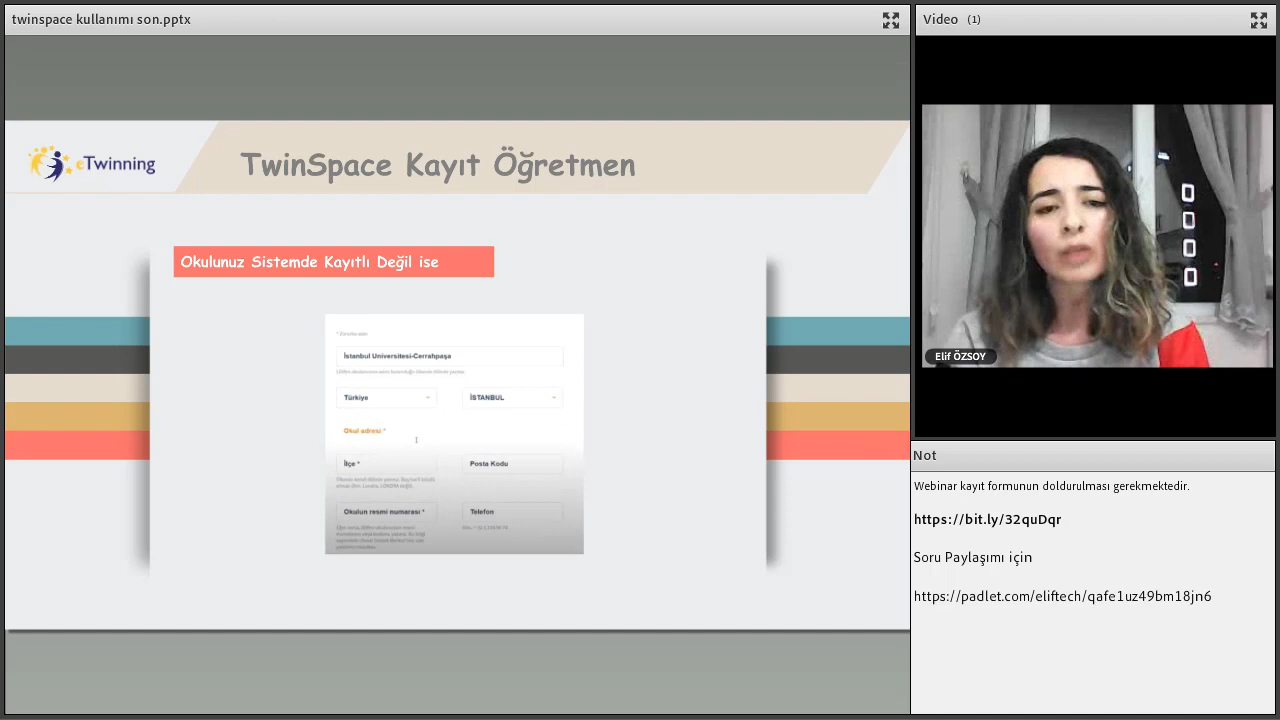 twinspace kullanımı son.pptx
eTwinning
TwinSpace Kayıt Öğretmen
Okulunuz Sistemde Kayıtlı Değil ise
İstanbul Universitesi-Cerrahpaşa
Türkiye
İSTANBUL
Okul adresi *
İlçe *
Posta Kodu
Okulun resmi numarası *
Telefon
Video (1)
Elif ÖZSOY
Not
Webinar kayıt formunun doldurulması gerekmektedir.
https://bit.ly/32quDqr
Soru Paylaşımı için
https://padlet.com/eliftech/qafe1uz49bm18jn6